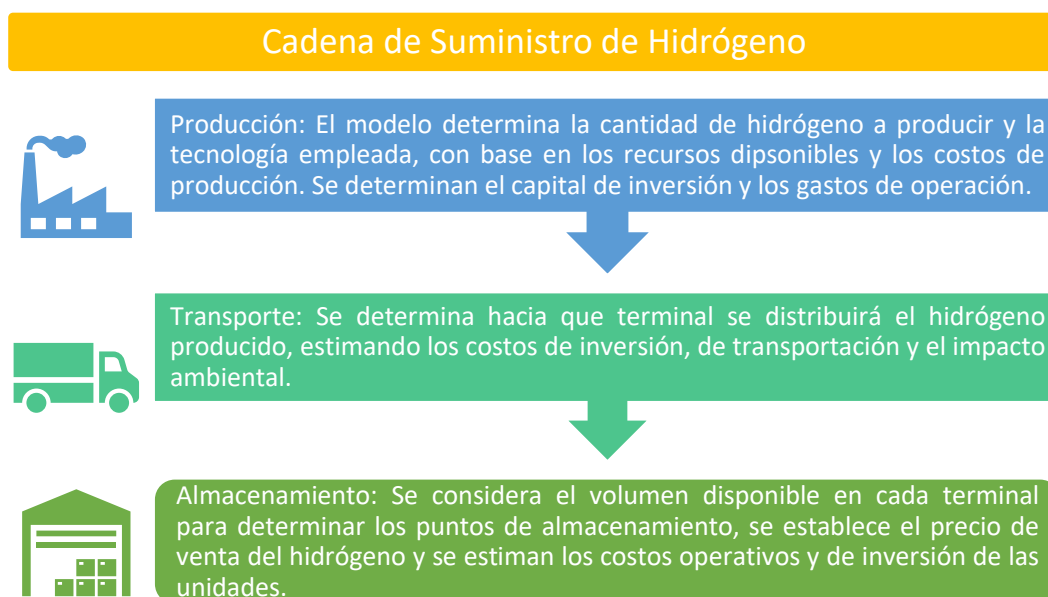 Cadena de Suministro de Hidrógeno
Producción: El modelo determina la cantidad de hidrógeno a producir y la
tecnología empleada, con base en los recursos dipsonibles y los costos de
producción. Se determinan el capital de inversión y los gastos de operación.
Transporte: Se determina hacia que terminal se distribuirá el hidrógeno
producido, estimando los costos de inversión, de transportación y el impacto
ambiental.
Almacenamiento: Se considera el volumen disponible en cada terminal
para determinar los puntos de almacenamiento, se establece el precio de
venta del hidrógeno y se estiman los costos operativos y de inversión de las
unidades.